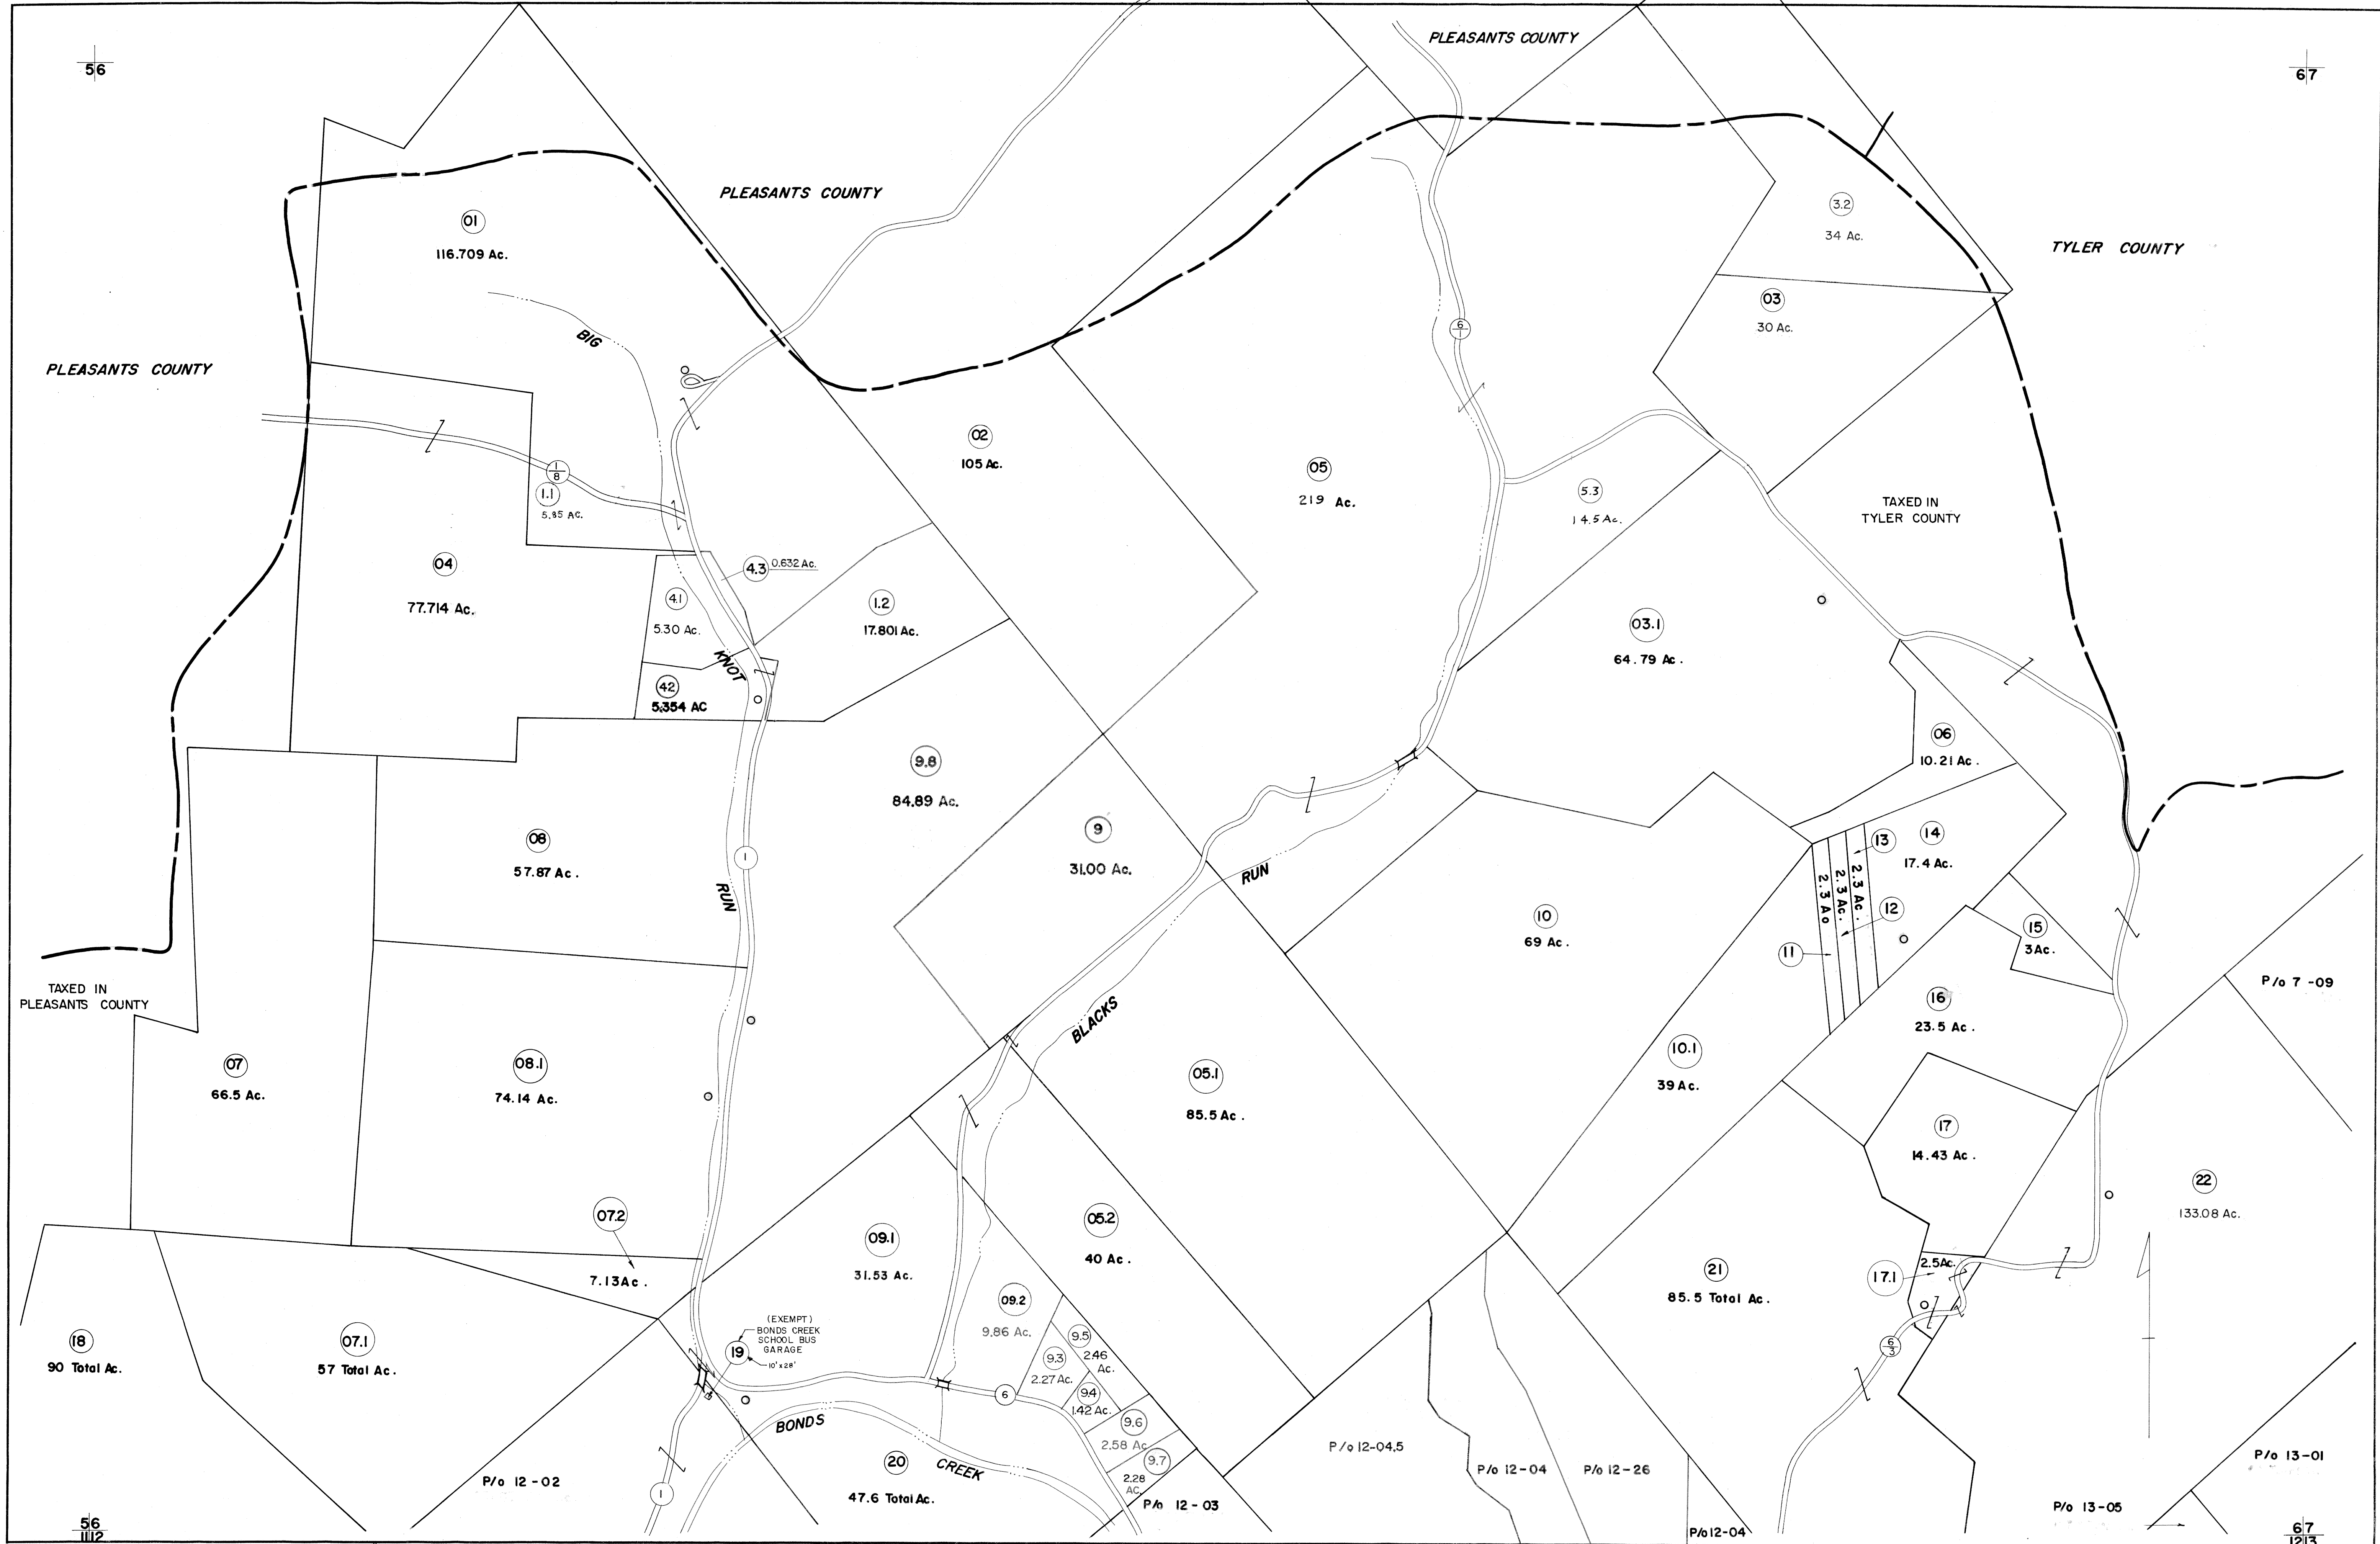 PLEASANTS COUNTY
56
67
PLEASANTS COUNTY
3.2
34 Ac.
01
116.709 Ac.
TYLER COUNTY
03
30 Ac.
6
1
BIG
PLEASANTS COUNTY
02
105 Ac.
05
219 Ac.
1
8
1.1
5.85 AC.
5.3
14.5 Ac.
TAXED IN
TYLER COUNTY
04
77.714 Ac.
4.3 0.632 Ac.
4.1
5.30 Ac.
1.2
17.801 Ac.
03.1
64.79 Ac.
KNOT
42
5.354 AC
06
10.21 Ac.
9.8
84.89 Ac.
08
57.87 Ac.
1
9
31.00 Ac.
RUN
RUN
13
14
17.4 Ac.
2.3 Ac
2.3 Ac.
2.3 Ac.
12
11
10
69 Ac.
15
3 Ac.
TAXED IN
PLEASANTS COUNTY
P/o 7-09
16
23.5 Ac.
BLACKS
07
66.5 Ac.
08.1
74.14 Ac.
05.1
85.5 Ac.
10.1
39 Ac.
17
14.43 Ac.
22
133.08 Ac.
07.2
7.13 Ac.
09.1
31.53 Ac.
05.2
40 Ac.
21
85.5 Total Ac.
17.1
2.5 Ac.
09.2
9.86 Ac.
18
90 Total Ac.
07.1
57 Total Ac.
(EXEMPT)
BONDS CREEK
SCHOOL BUS
GARAGE
10' x 28'
19
9.5
2.46
Ac.
9.3
2.27 Ac.
9.4
1.42 Ac.
6
6
3
9.6
2.58 Ac.
9.7
2.28
AC.
BONDS
CREEK
20
47.6 Total Ac.
P/o 12-02
1
P/o 12-03
P/o 12-04.5
P/o 12-04
P/o 12-26
P/o 12-04
P/o 13-01
P/o 13-05
56
11 12
67
12 13